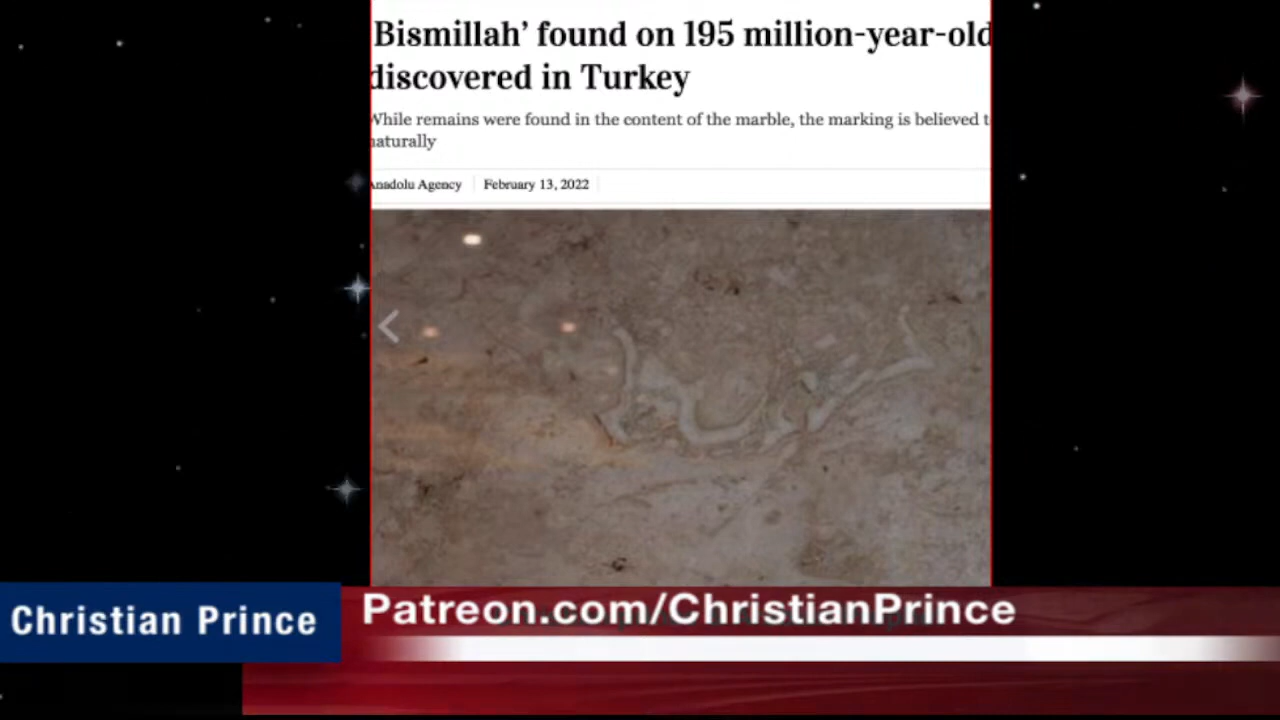 Bismillah’ found on 195 million-year-old
discovered in Turkey
While remains were found in the content of the marble, the marking is believed t
naturally
Anadolu Agency
February 13, 2022
Christian Prince
Patreon.com/ChristianPrince